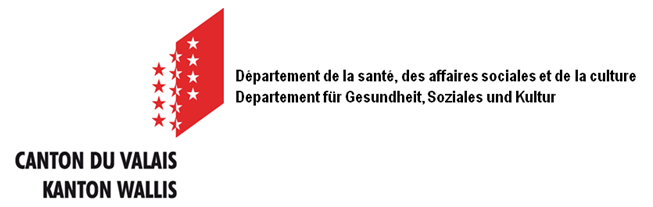 Département de la santé, des affaires sociales et de la culture
Departement für Gesundheit, Soziales und Kultur
CANTON DU VALAIS
KANTON WALLIS